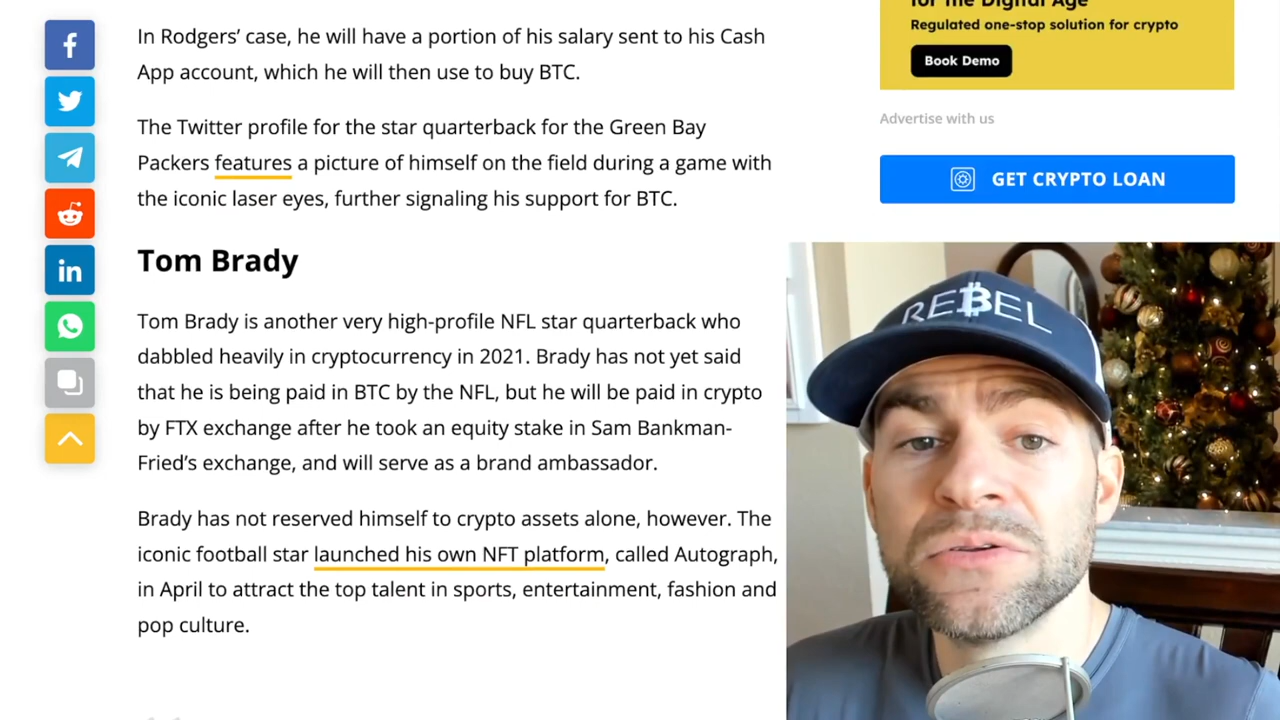 In Rodgers’ case, he will have a portion of his salary sent to his Cash
App account, which he will then use to buy BTC.
The Twitter profile for the star quarterback for the Green Bay
Packers features a picture of himself on the field during a game with
the iconic laser eyes, further signaling his support for BTC.
Tom Brady
Tom Brady is another very high-profile NFL star quarterback who
dabbled heavily in cryptocurrency in 2021. Brady has not yet said
that he is being paid in BTC by the NFL, but he will be paid in crypto
by FTX exchange after he took an equity stake in Sam Bankman-
Fried’s exchange, and will serve as a brand ambassador.
Brady has not reserved himself to crypto assets alone, however. The
iconic football star launched his own NFT platform, called Autograph,
in April to attract the top talent in sports, entertainment, fashion and
pop culture.
for the Digital Age
Regulated one-stop solution for crypto
Book Demo
Advertise with us
GET CRYPTO LOAN
RE₿EL